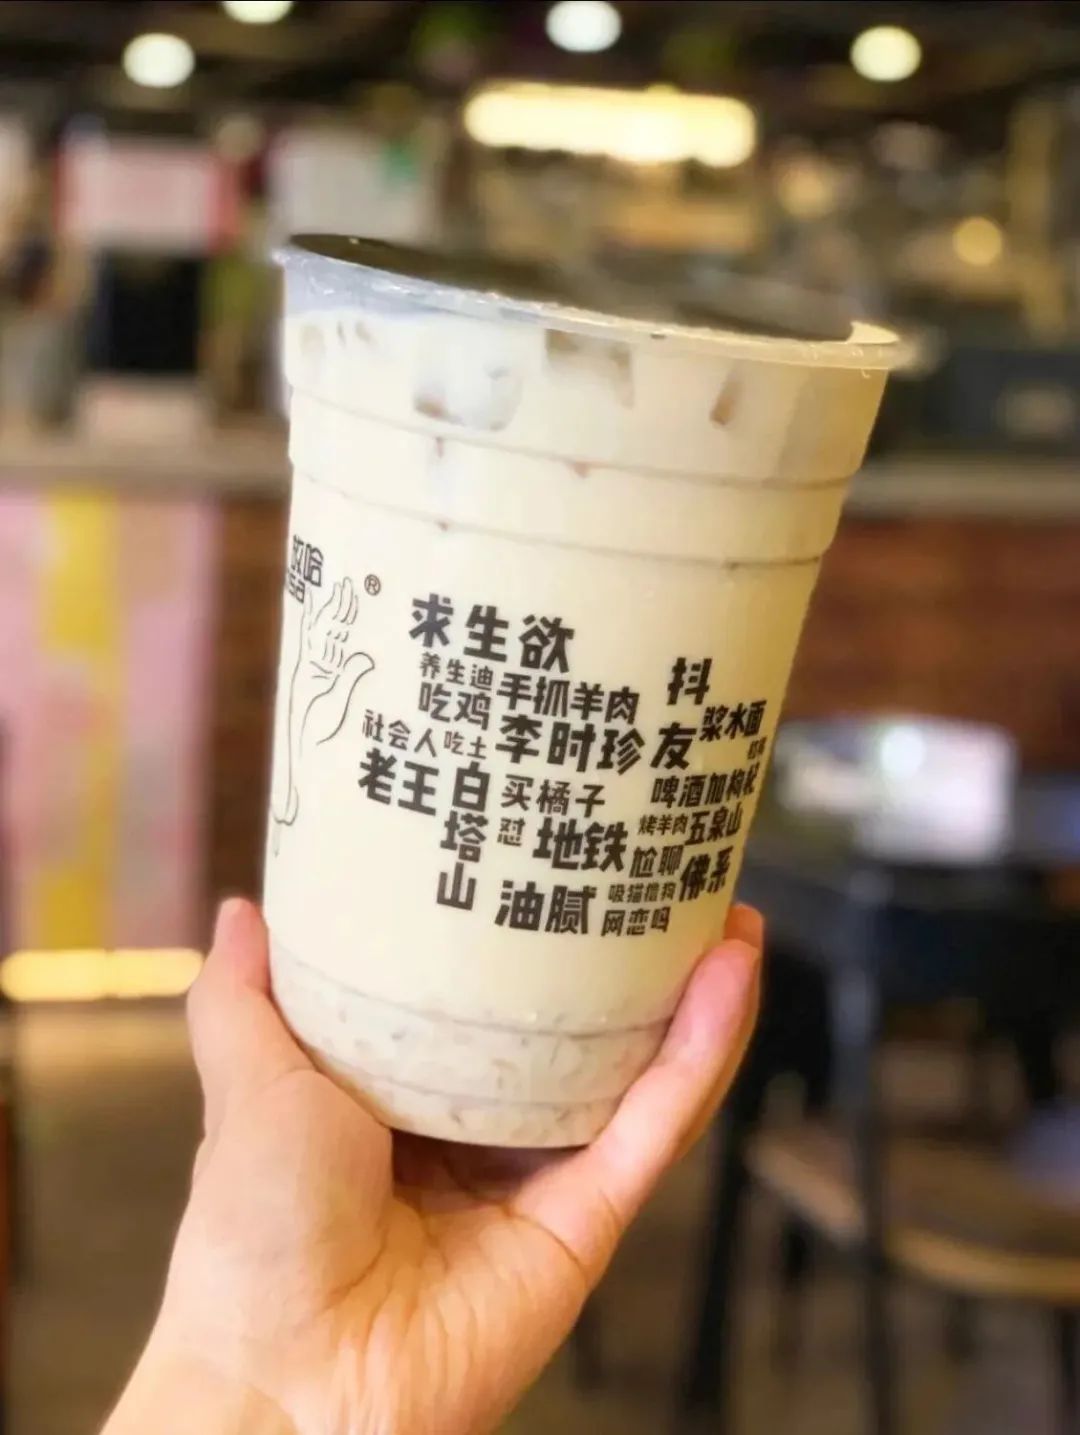 放哈
®
求生欲
养生迪
手抓羊肉
抖
吃鸡
浆水面
社会人
吃土
李时珍
友
老王
白
买橘子
啤酒加枸杞
塔
怼
地铁
烤羊肉
五泉山
山
尬聊
佛系
油腻
吸猫撸狗
网恋吗